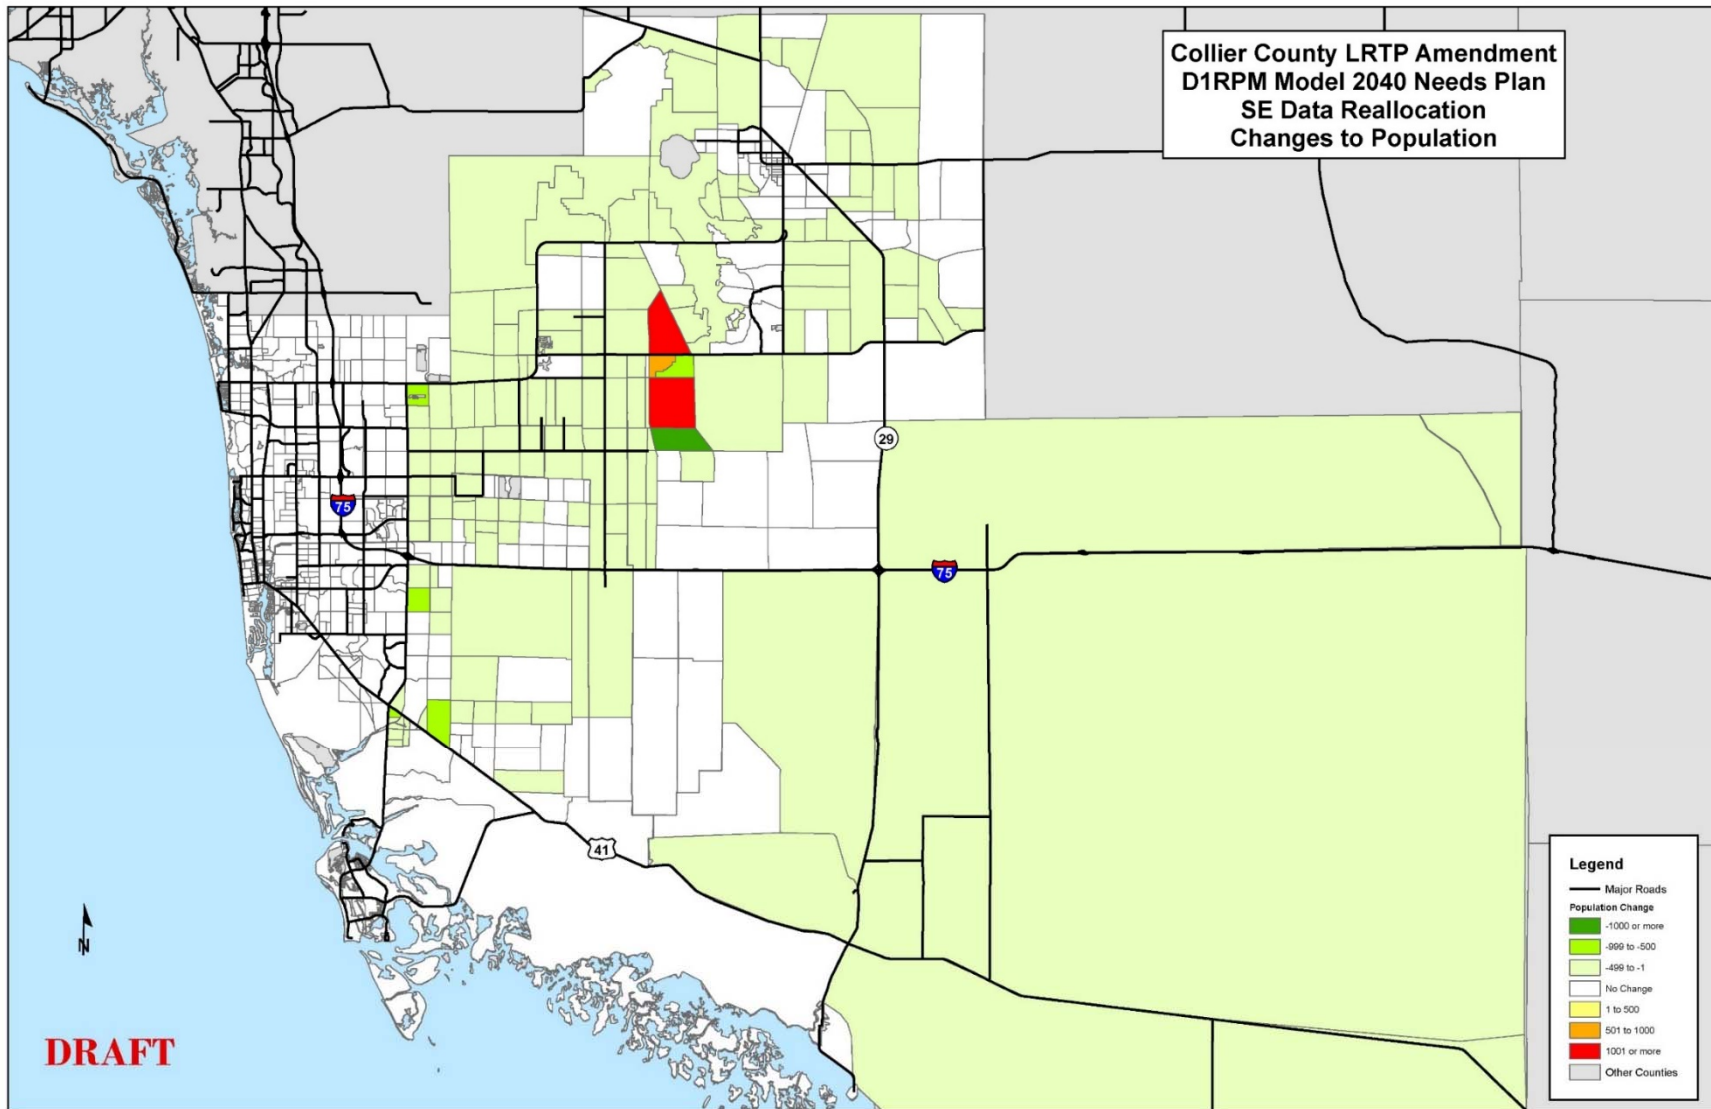 Collier County LRTP Amendment
D1RPM Model 2040 Needs Plan
SE Data Reallocation
Changes to Population
29
75
75
41
N
DRAFT
Legend
Major Roads
Population Change
-1000 or more
-999 to -500
-499 to -1
No Change
1 to 500
501 to 1000
1001 or more
Other Counties